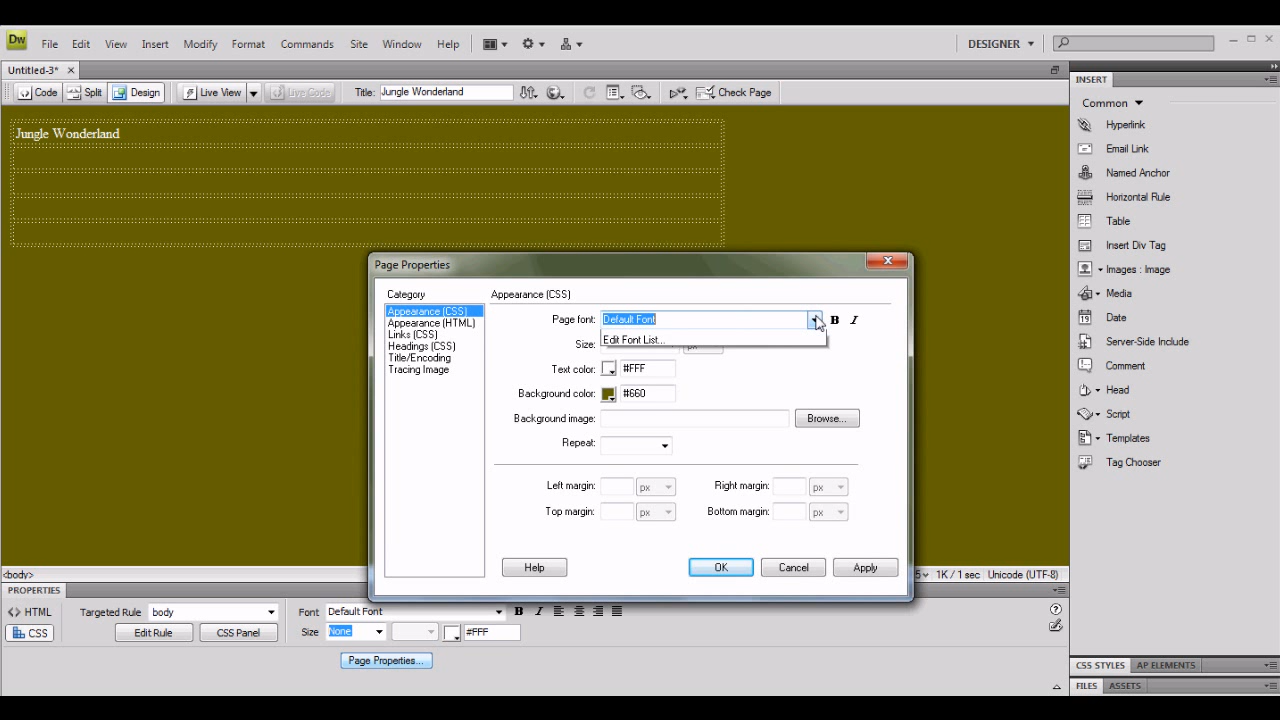 Dw File Edit View Insert Modify Format Commands Site Window Help DESIGNER
Untitled-3* ×
Code Split Design Live View Live Code Title: Jungle Wonderland Check Page
Jungle Wonderland
Page Properties
Category
Appearance (CSS)
Appearance (HTML)
Links (CSS)
Headings (CSS)
Title/Encoding
Tracing Image
Appearance (CSS)
Page font: Default Font B I
Edit Font List...
Size:
Text color: #FFF
Background color: #660
Background image: Browse...
Repeat:
Left margin: px Right margin: px
Top margin: px Bottom margin: px
Help OK Cancel Apply
INSERT
Common
Hyperlink
Email Link
Named Anchor
Horizontal Rule
Table
Insert Div Tag
Images : Image
Media
Date
Server-Side Include
Comment
Head
Script
Templates
Tag Chooser
<body> 1K / 1 sec Unicode (UTF-8)
PROPERTIES
<> HTML Targeted Rule body Font Default Font B I
CSS Edit Rule CSS Panel Size None #FFF
Page Properties...
CSS STYLES AP ELEMENTS
FILES ASSETS